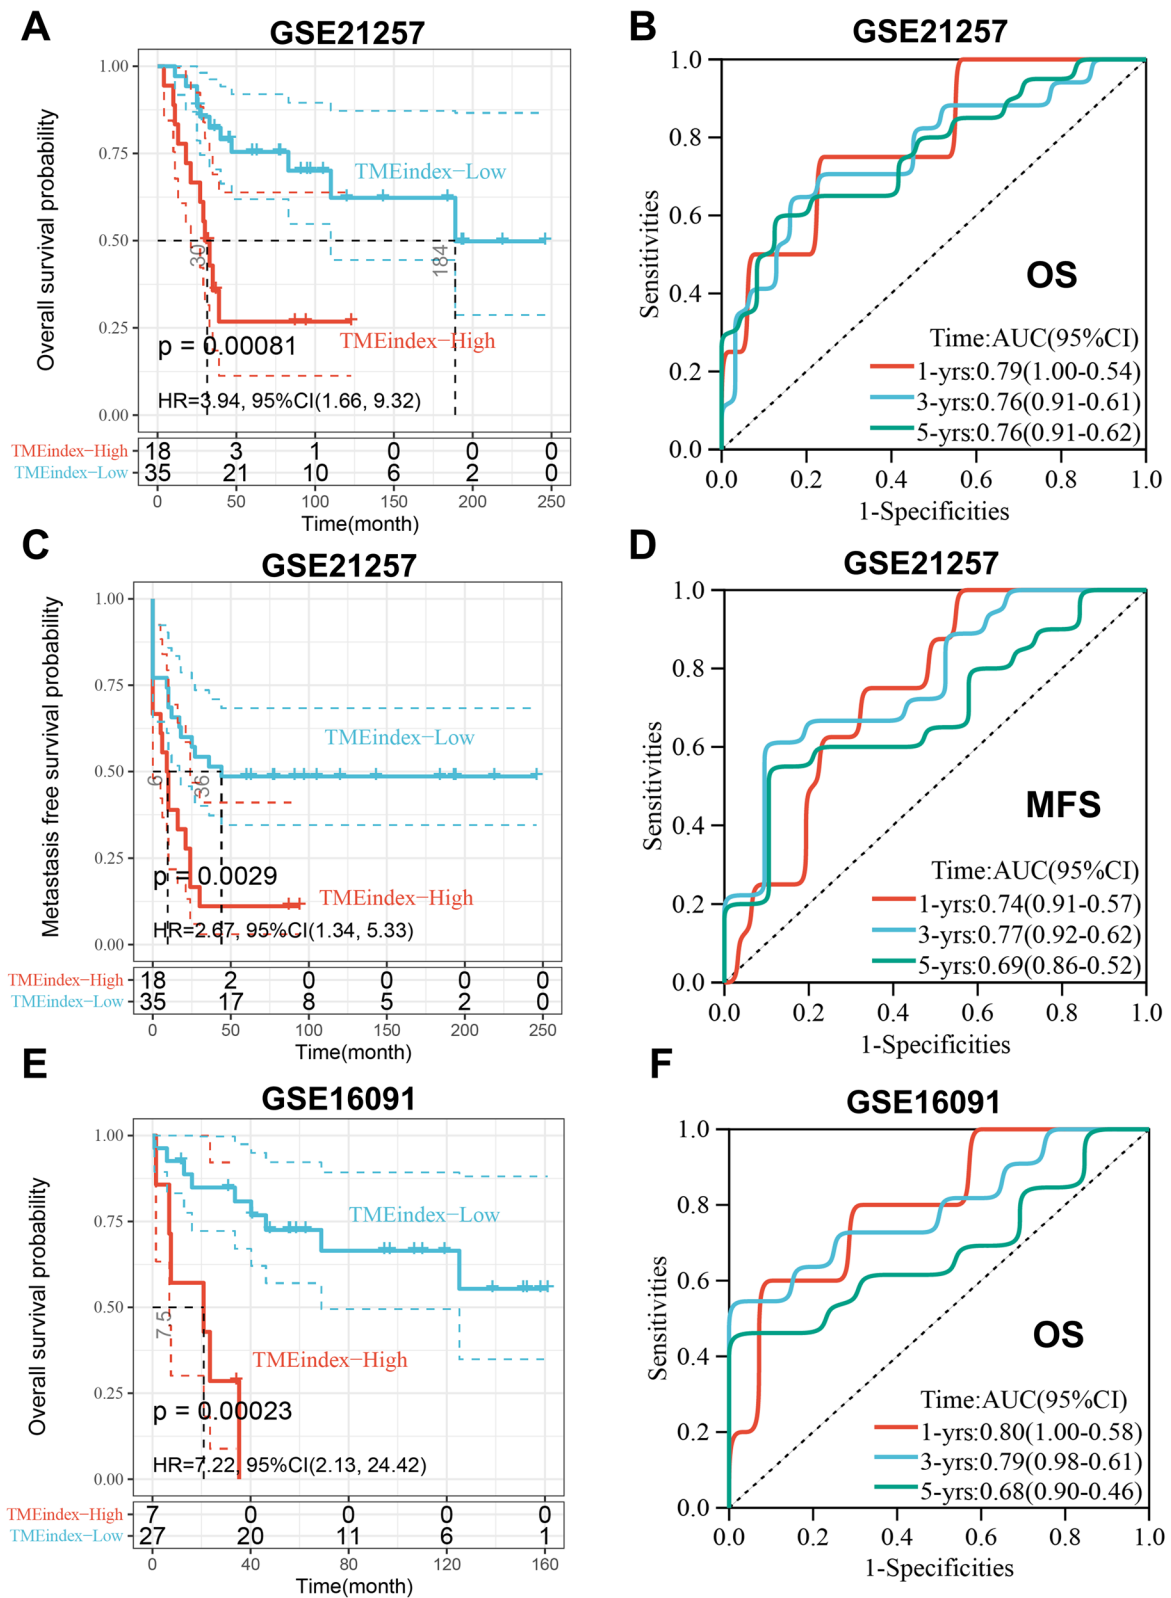 A
GSE21257
Overall survival probability
1.00
0.75
0.50
0.25
0.00
TMEindex−Low
30
184
TMEindex−High
p = 0.00081
HR=3.94, 95%CI(1.66, 9.32)
TMEindex−High 18 3 1 0 0 0
TMEindex−Low 35 21 10 6 2 0
0 50 100 150 200 250
Time(month)
B
GSE21257
Sensitivities
1.0
0.8
0.6
0.4
0.2
0.0
OS
Time:AUC(95%CI)
1-yrs:0.79(1.00-0.54)
3-yrs:0.76(0.91-0.61)
5-yrs:0.76(0.91-0.62)
0.0 0.2 0.4 0.6 0.8 1.0
1-Specificities
C
GSE21257
Metastasis free survival probability
1.00
0.75
0.50
0.25
0.00
TMEindex−Low
6
36
p = 0.0029
TMEindex−High
HR=2.67, 95%CI(1.34, 5.33)
TMEindex−High 18 2 0 0 0 0
TMEindex−Low 35 17 8 5 2 0
0 50 100 150 200 250
Time(month)
D
GSE21257
Sensitivities
1.0
0.8
0.6
0.4
0.2
0.0
MFS
Time:AUC(95%CI)
1-yrs:0.74(0.91-0.57)
3-yrs:0.77(0.92-0.62)
5-yrs:0.69(0.86-0.52)
0.0 0.2 0.4 0.6 0.8 1.0
1-Specificities
E
GSE16091
Overall survival probability
1.00
0.75
0.50
0.25
0.00
TMEindex−Low
7.5
TMEindex−High
p = 0.00023
HR=7.22, 95%CI(2.13, 24.42)
TMEindex−High 7 0 0 0 0
TMEindex−Low 27 20 11 6 1
0 40 80 120 160
Time(month)
F
GSE16091
Sensitivities
1.0
0.8
0.6
0.4
0.2
0.0
OS
Time:AUC(95%CI)
1-yrs:0.80(1.00-0.58)
3-yrs:0.79(0.98-0.61)
5-yrs:0.68(0.90-0.46)
0.0 0.2 0.4 0.6 0.8 1.0
1-Specificities